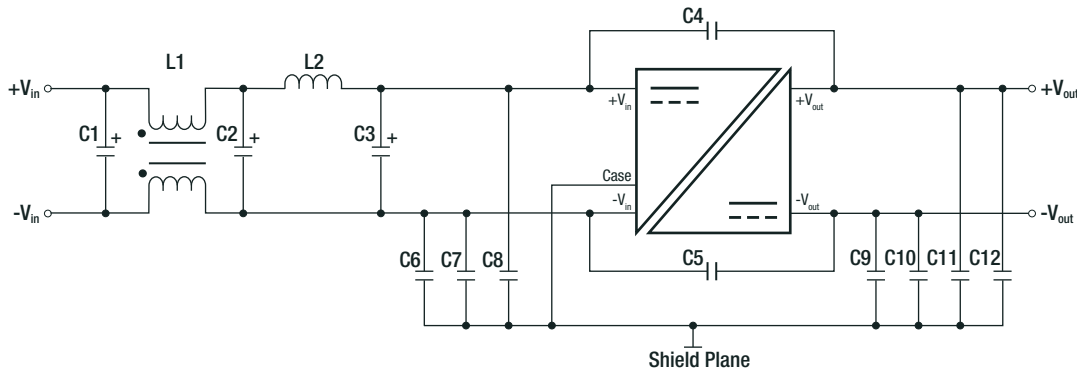 C4
L1
L2
+Vin
+Vout
+Vin
+Vout
C1
+
C2
+
C3
+
Case
-Vin
-Vin
-Vout
-Vout
C5
C6
C7
C8
C9
C10
C11
C12
Shield Plane